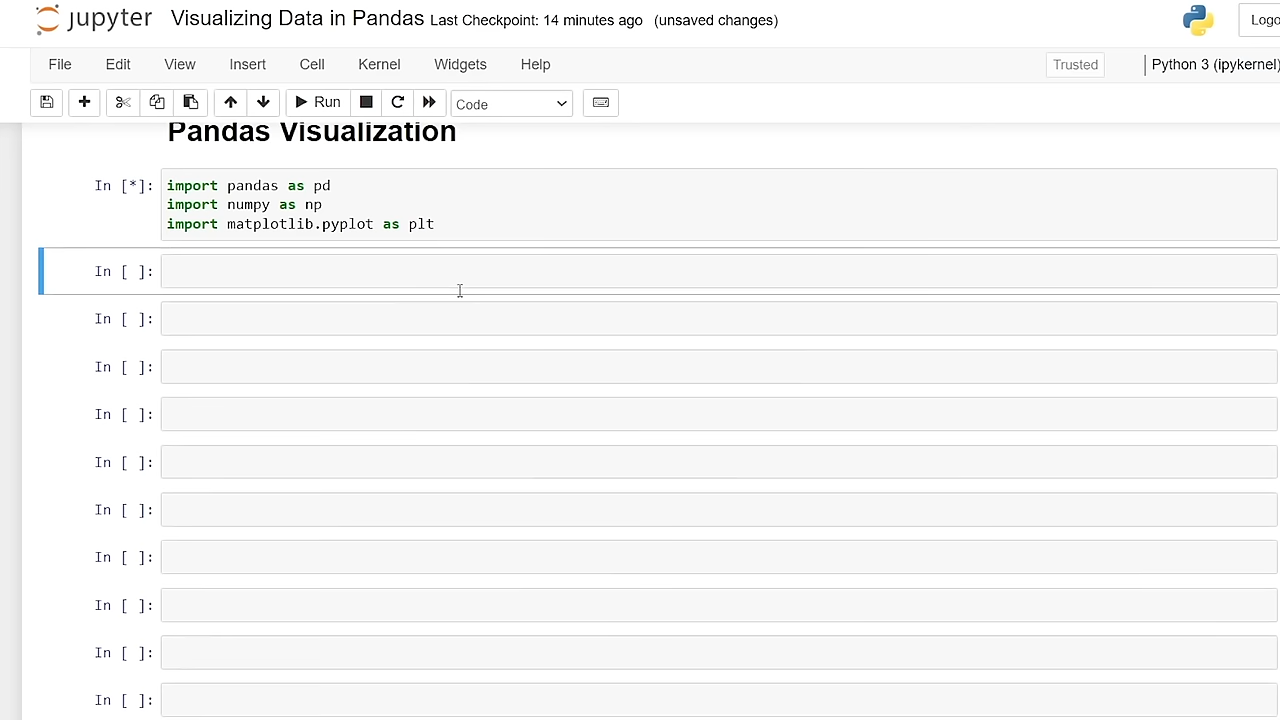 jupyter Visualizing Data in Pandas Last Checkpoint: 14 minutes ago (unsaved changes)
File Edit View Insert Cell Kernel Widgets Help Trusted Python 3 (ipykernel)
Run Code
Pandas Visualization
In [*]: import pandas as pd
import numpy as np
import matplotlib.pyplot as plt
In [ ]:
In [ ]:
In [ ]:
In [ ]:
In [ ]:
In [ ]:
In [ ]:
In [ ]:
In [ ]:
In [ ]: